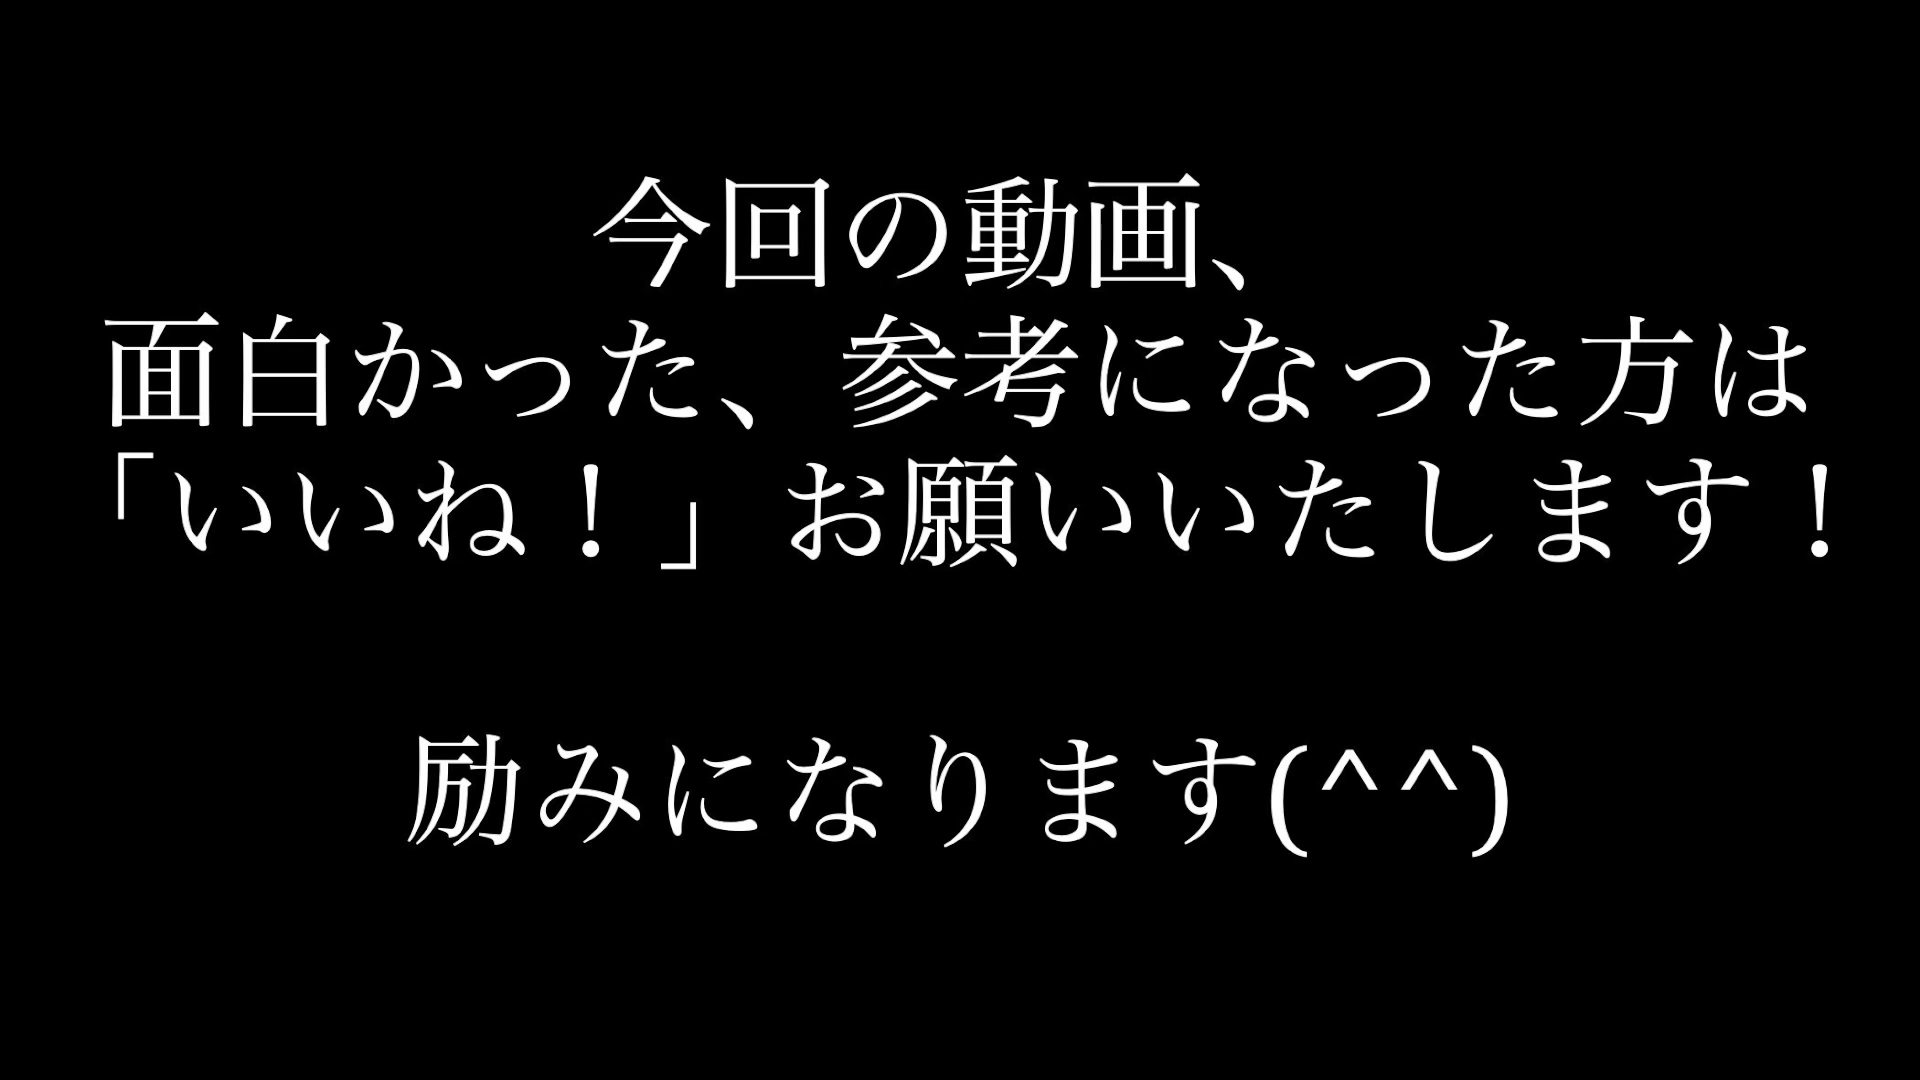 今回の動画、
面白かった、参考になった方は
「いいね！」お願いいたします！
励みになります(^^)